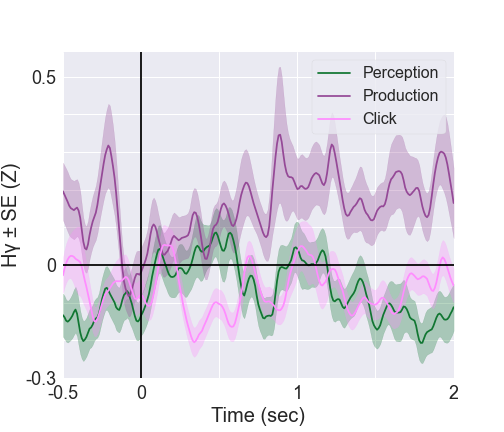 Perception
Production
Click
0.5
0
-0.3
Hγ ± SE (Z)
-0.5
0
1
2
Time (sec)